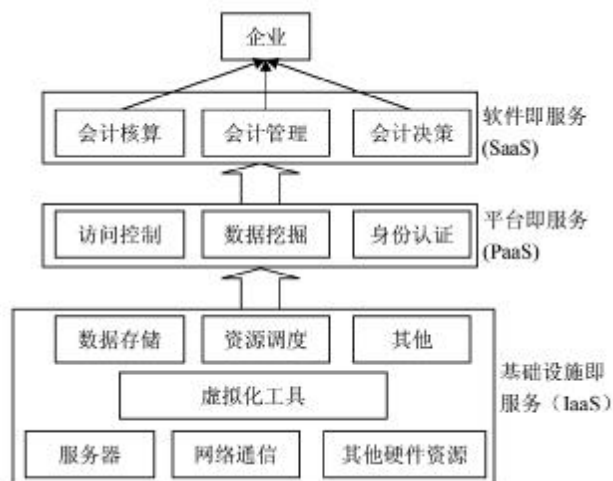 企业
会计核算 会计管理 会计决策
软件即服务
(SaaS)
访问控制 数据挖掘 身份认证
平台即服务
(PaaS)
数据存储 资源调度 其他
虚拟化工具
服务器 网络通信 其他硬件资源
基础设施即
服务（IaaS）